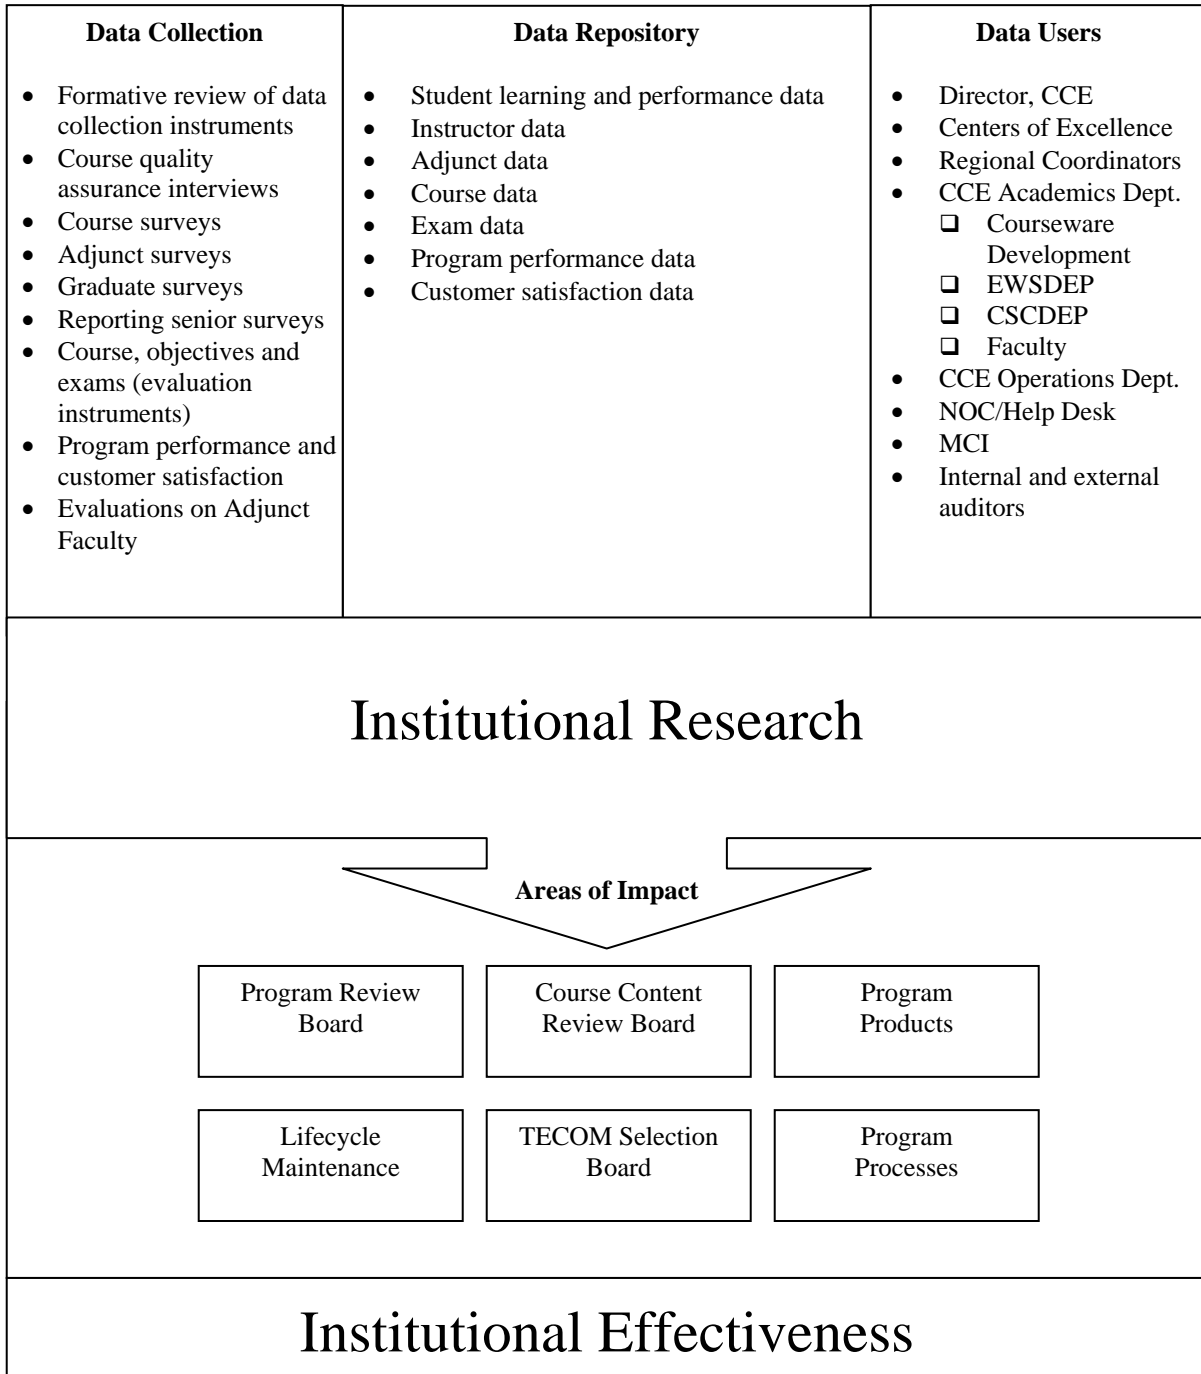 Data Collection
• Formative review of data
collection instruments
• Course quality
assurance interviews
• Course surveys
• Adjunct surveys
• Graduate surveys
• Reporting senior surveys
• Course, objectives and
exams (evaluation
instruments)
• Program performance and
customer satisfaction
• Evaluations on Adjunct
Faculty
Data Repository
• Student learning and performance data
• Instructor data
• Adjunct data
• Course data
• Exam data
• Program performance data
• Customer satisfaction data
Data Users
• Director, CCE
• Centers of Excellence
• Regional Coordinators
• CCE Academics Dept.
❑ Courseware
Development
❑ EWSDEP
❑ CSCDEP
❑ Faculty
• CCE Operations Dept.
• NOC/Help Desk
• MCI
• Internal and external
auditors
Institutional Research
Areas of Impact
Program Review
Board
Course Content
Review Board
Program
Products
Lifecycle
Maintenance
TECOM Selection
Board
Program
Processes
Institutional Effectiveness